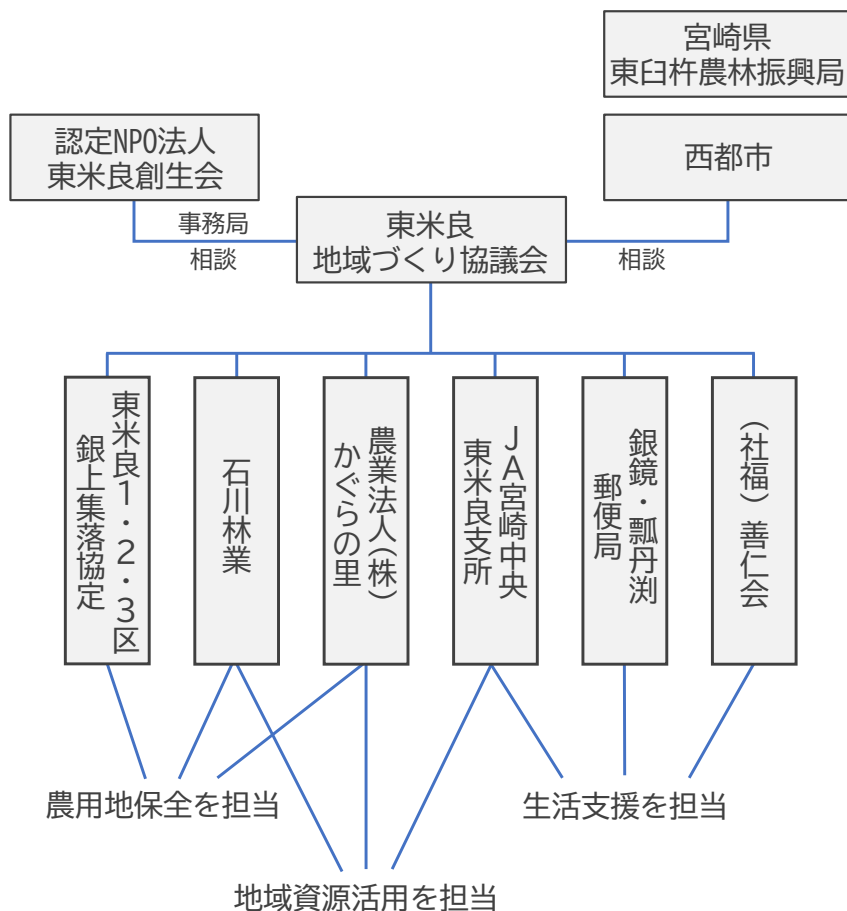 宮崎県
東臼杵農林振興局
認定NPO法人
東米良創生会
西都市
事務局
相談
東米良
地域づくり協議会
相談
東米良1・2・3区
銀上集落協定
石川林業
農業法人(株)
かぐらの里
JA宮崎中央
東米良支所
銀鏡・瓢丹渕
郵便局
(社福)善仁会
農用地保全を担当
生活支援を担当
地域資源活用を担当